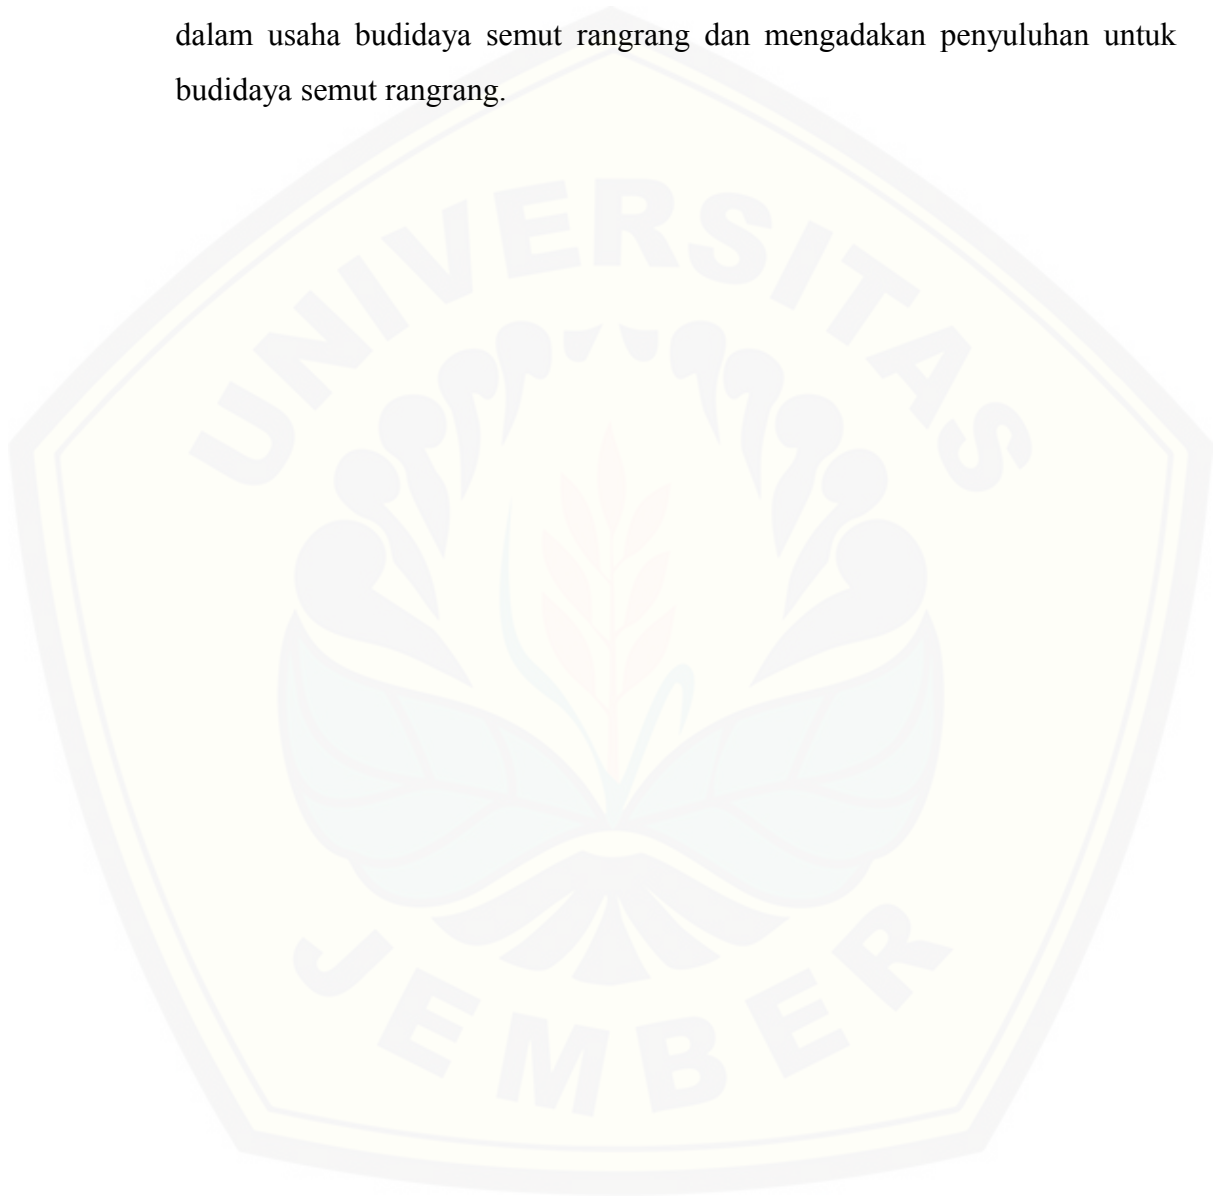 dalam usaha budidaya semut rangrang dan mengadakan penyuluhan untuk
budidaya semut rangrang.
UNIVERSITAS
JEMBER